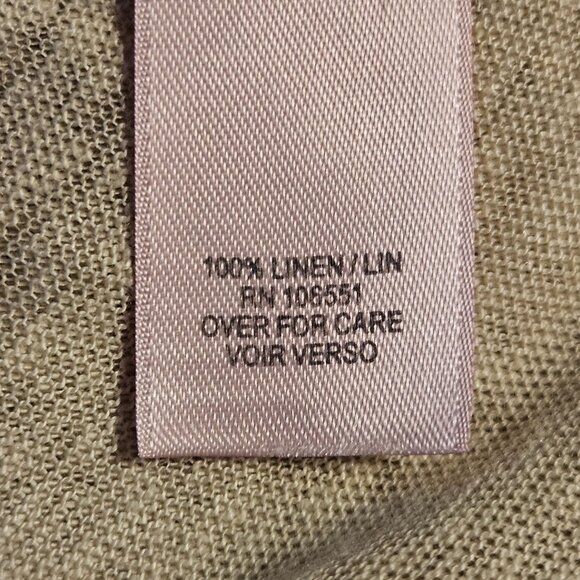 100% LINEN / LIN
RN 106551
OVER FOR CARE
VOIR VERSO